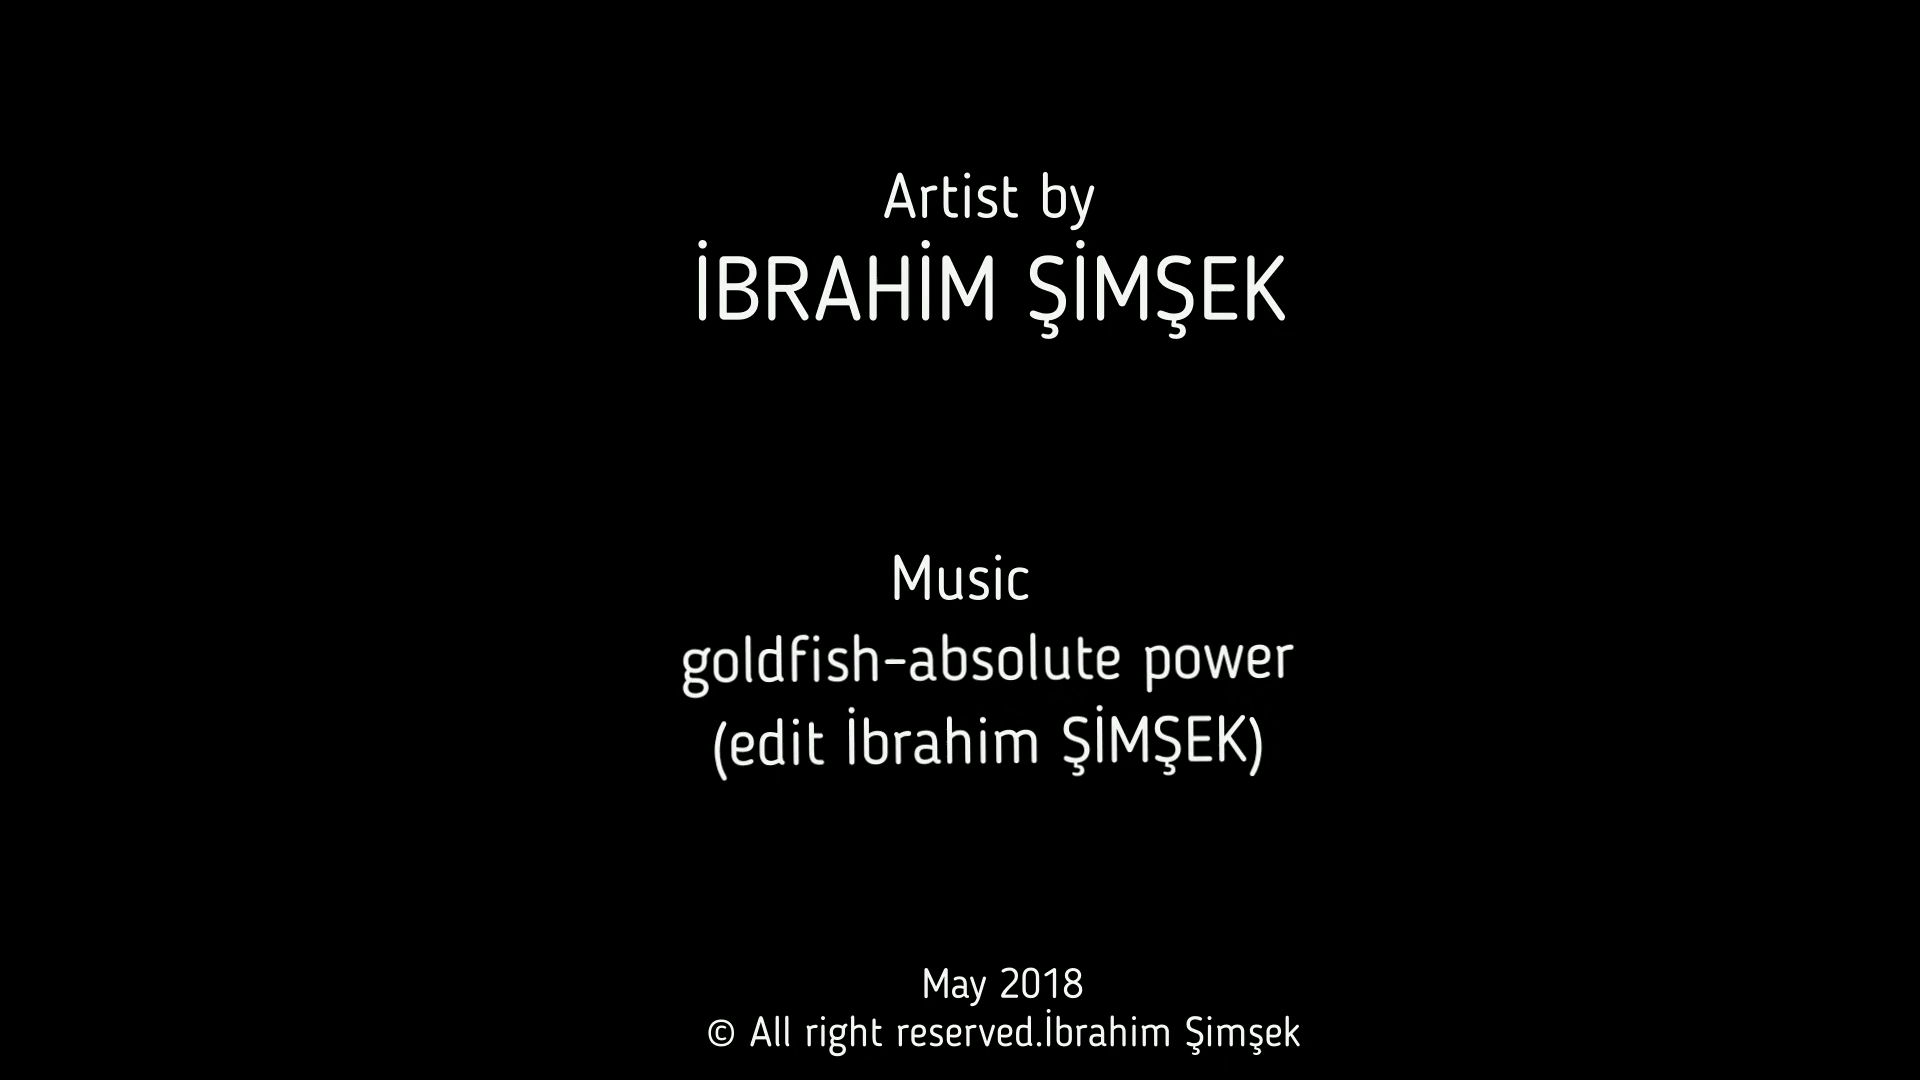 Artist by
İBRAHİM ŞİMŞEK
Music
goldfish-absolute power
(edit İbrahim ŞİMŞEK)
May 2018
© All right reserved.İbrahim Şimşek